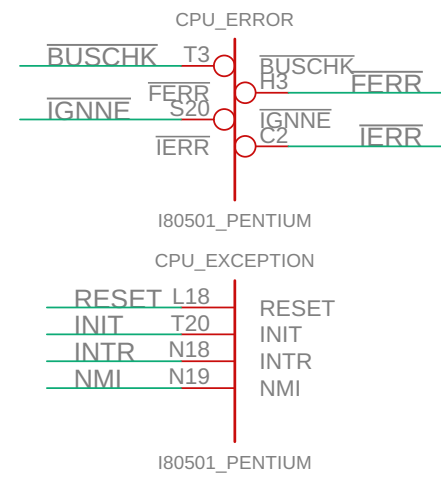 CPU_ERROR
BUSCHK T3 BUSCHK
FERR H3 FERR
IGNNE S20 IGNNE
IERR C2 IERR
I80501_PENTIUM
CPU_EXCEPTION
RESET L18 RESET
INIT T20 INIT
INTR N18 INTR
NMI N19 NMI
I80501_PENTIUM